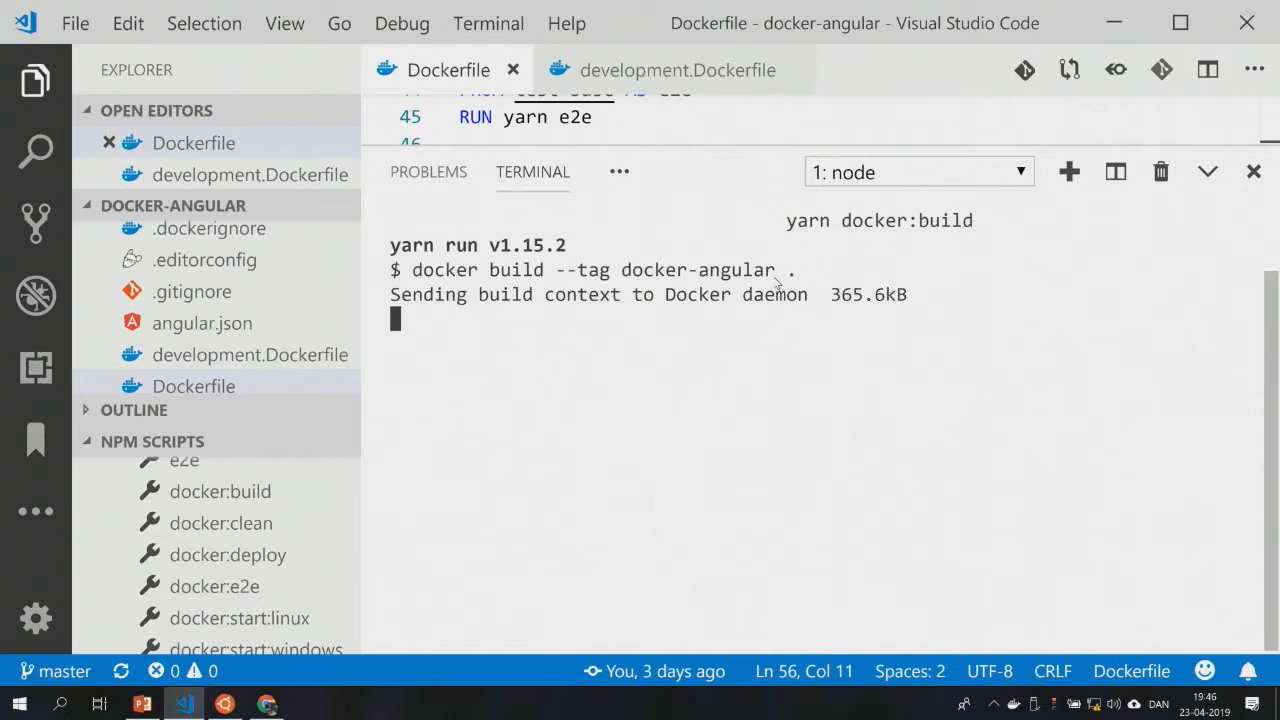 File Edit Selection View Go Debug Terminal Help Dockerfile - docker-angular - Visual Studio Code
EXPLORER
OPEN EDITORS
Dockerfile
development.Dockerfile
DOCKER-ANGULAR
.dockerignore
.editorconfig
.gitignore
angular.json
development.Dockerfile
Dockerfile
OUTLINE
NPM SCRIPTS
e2e
docker:build
docker:clean
docker:deploy
docker:e2e
docker:start:linux
docker:start:windows
Dockerfile development.Dockerfile
45 RUN yarn e2e
46
PROBLEMS TERMINAL ••• 1: node
yarn docker:build
yarn run v1.15.2
$ docker build --tag docker-angular .
Sending build context to Docker daemon 365.6kB
master 0 0 You, 3 days ago Ln 56, Col 11 Spaces: 2 UTF-8 CRLF Dockerfile
DAN 19:46
23-04-2019